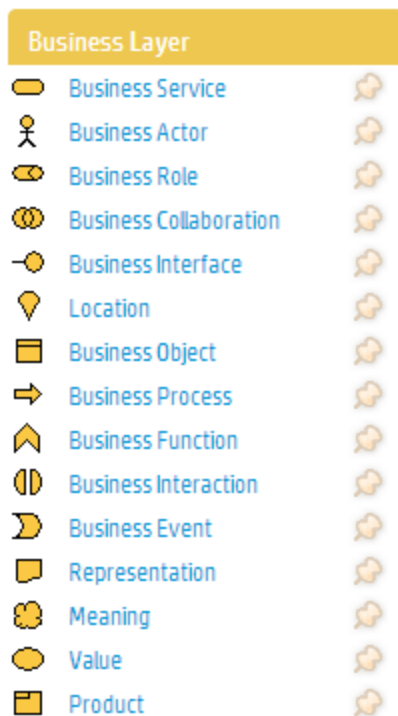 Business Layer
Business Service
Business Actor
Business Role
Business Collaboration
Business Interface
Location
Business Object
Business Process
Business Function
Business Interaction
Business Event
Representation
Meaning
Value
Product